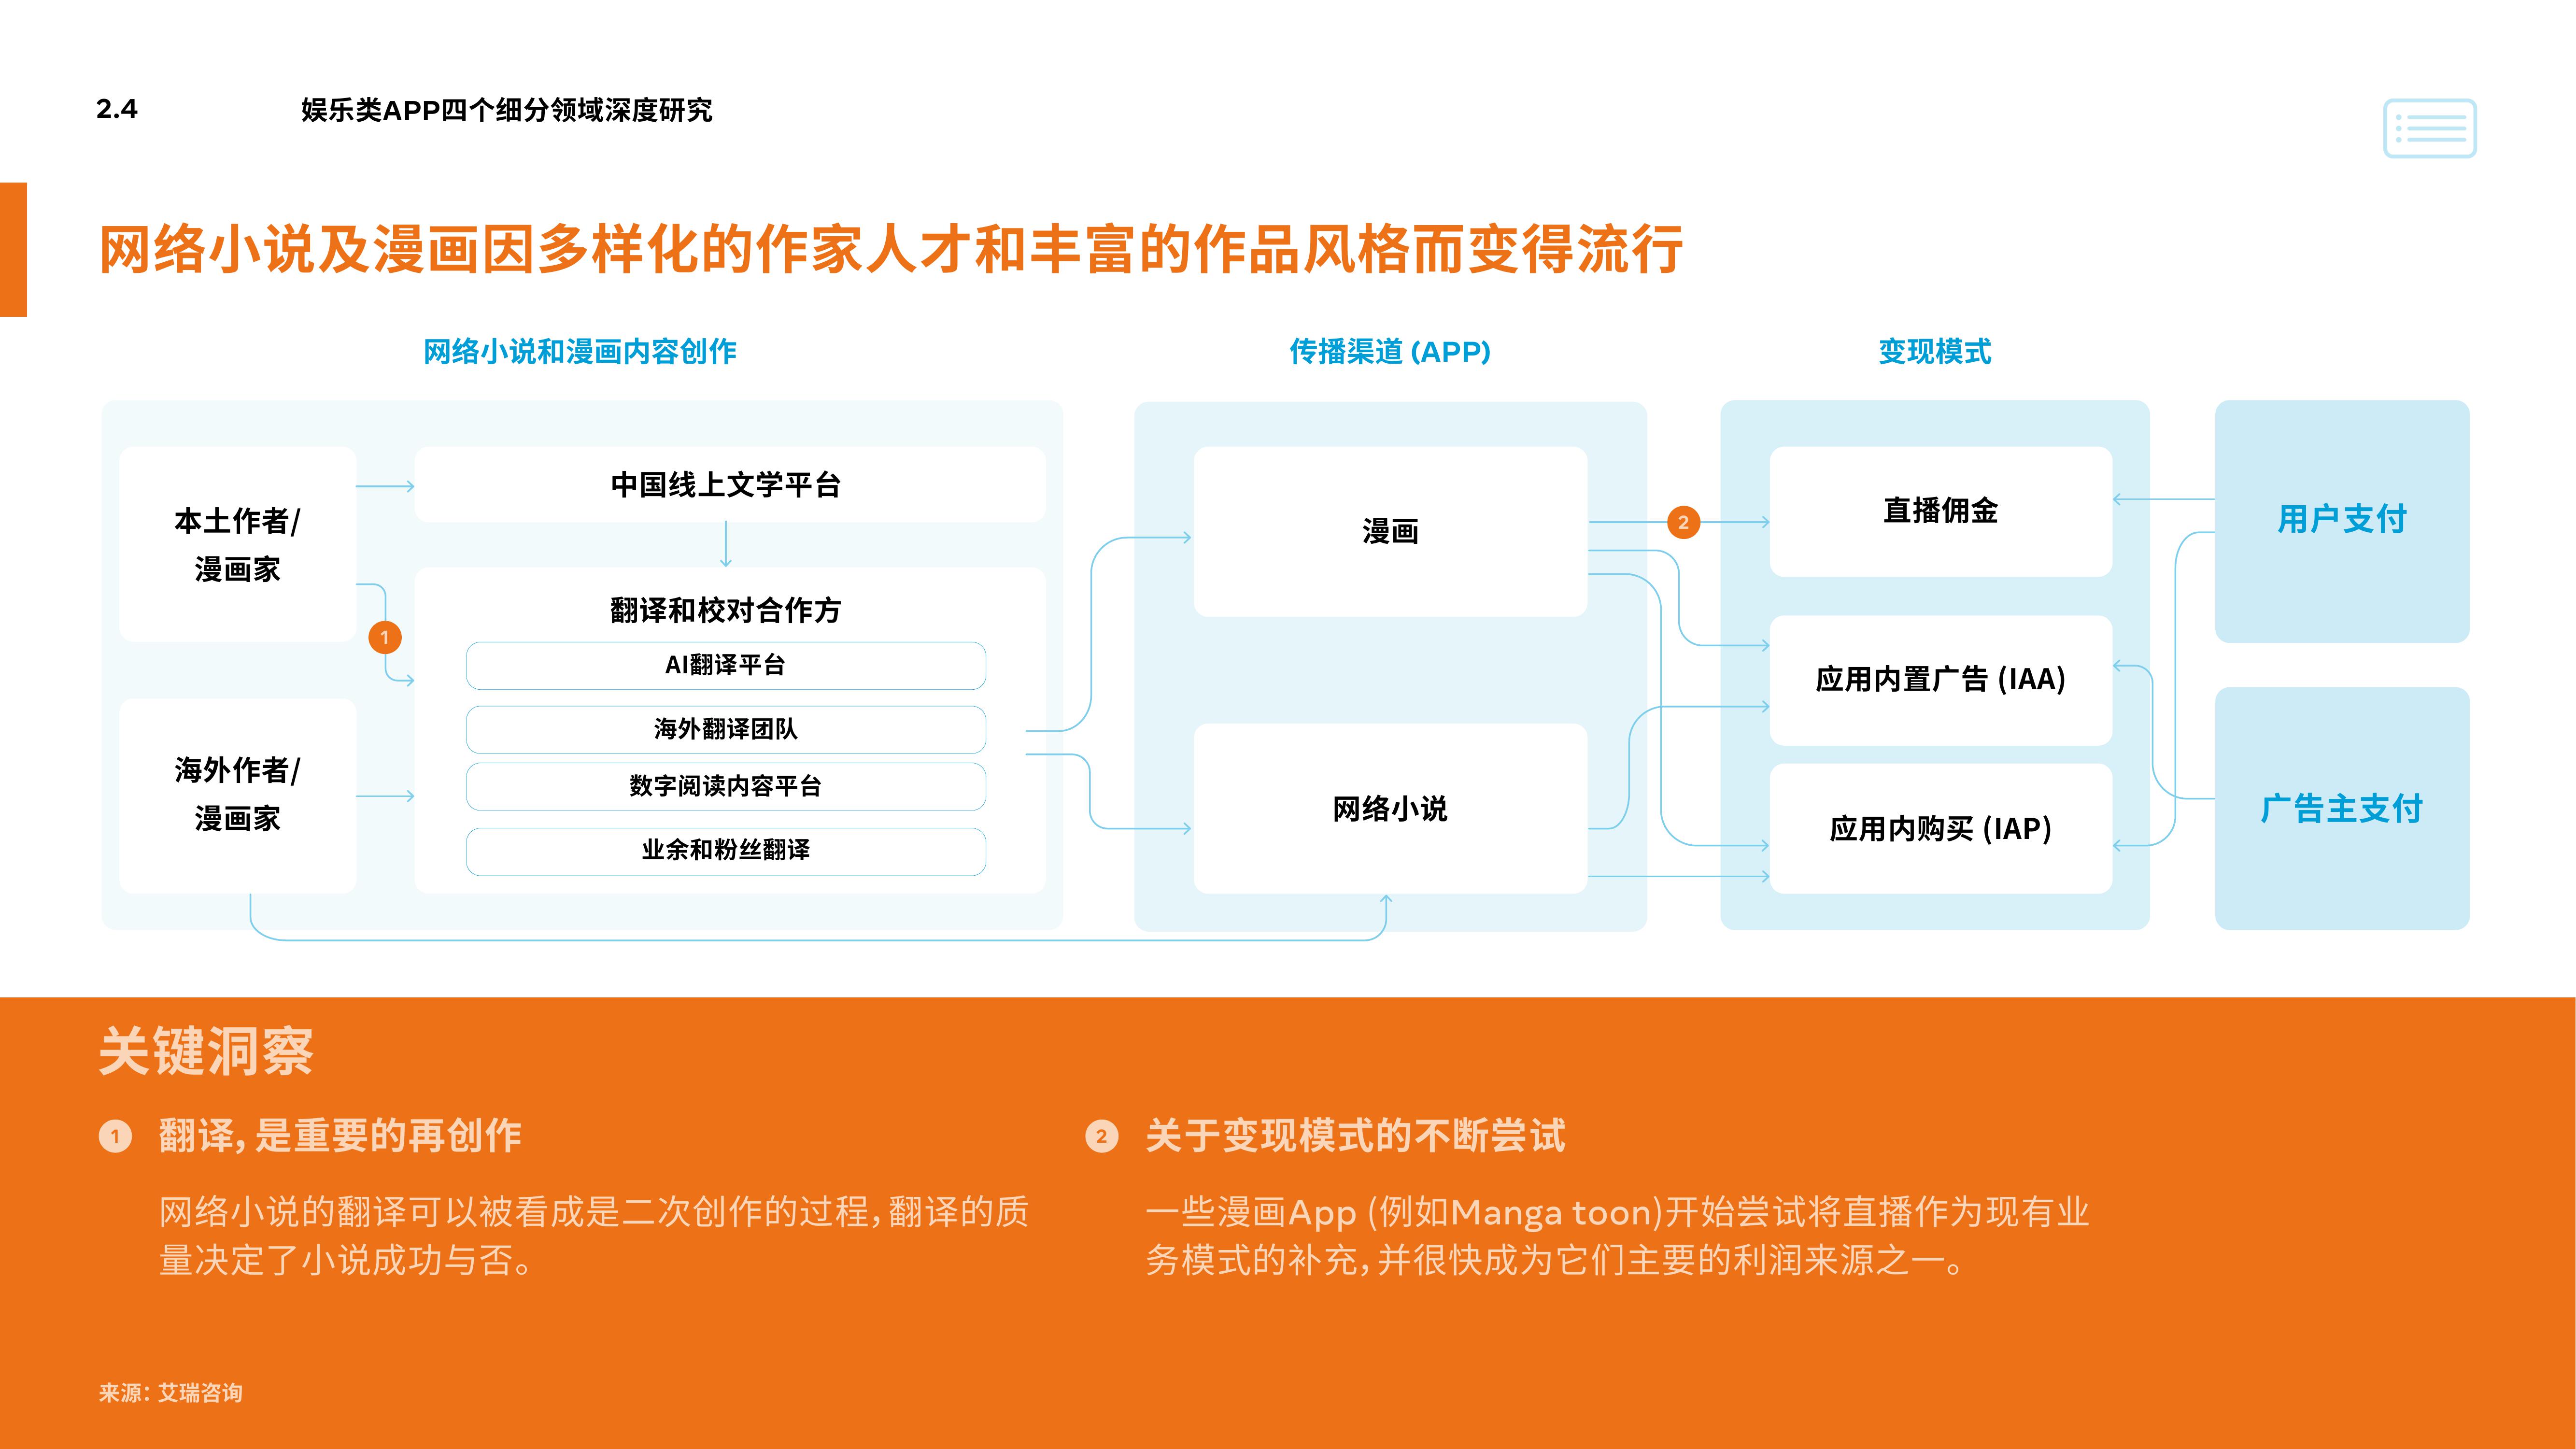 2.4
娱乐类APP四个细分领域深度研究
网络小说及漫画因多样化的作家人才和丰富的作品风格而变得流行
网络小说和漫画内容创作
传播渠道 (APP)
变现模式
本土作者/
漫画家
海外作者/
漫画家
1
中国线上文学平台
翻译和校对合作方
AI翻译平台
海外翻译团队
数字阅读内容平台
业余和粉丝翻译
漫画
网络小说
2
直播佣金
应用内置广告 (IAA)
应用内购买 (IAP)
用户支付
广告主支付
关键洞察
1 翻译，是重要的再创作
网络小说的翻译可以被看成是二次创作的过程，翻译的质
量决定了小说成功与否。
2 关于变现模式的不断尝试
一些漫画App (例如Manga toon)开始尝试将直播作为现有业
务模式的补充，并很快成为它们主要的利润来源之一。
来源：艾瑞咨询